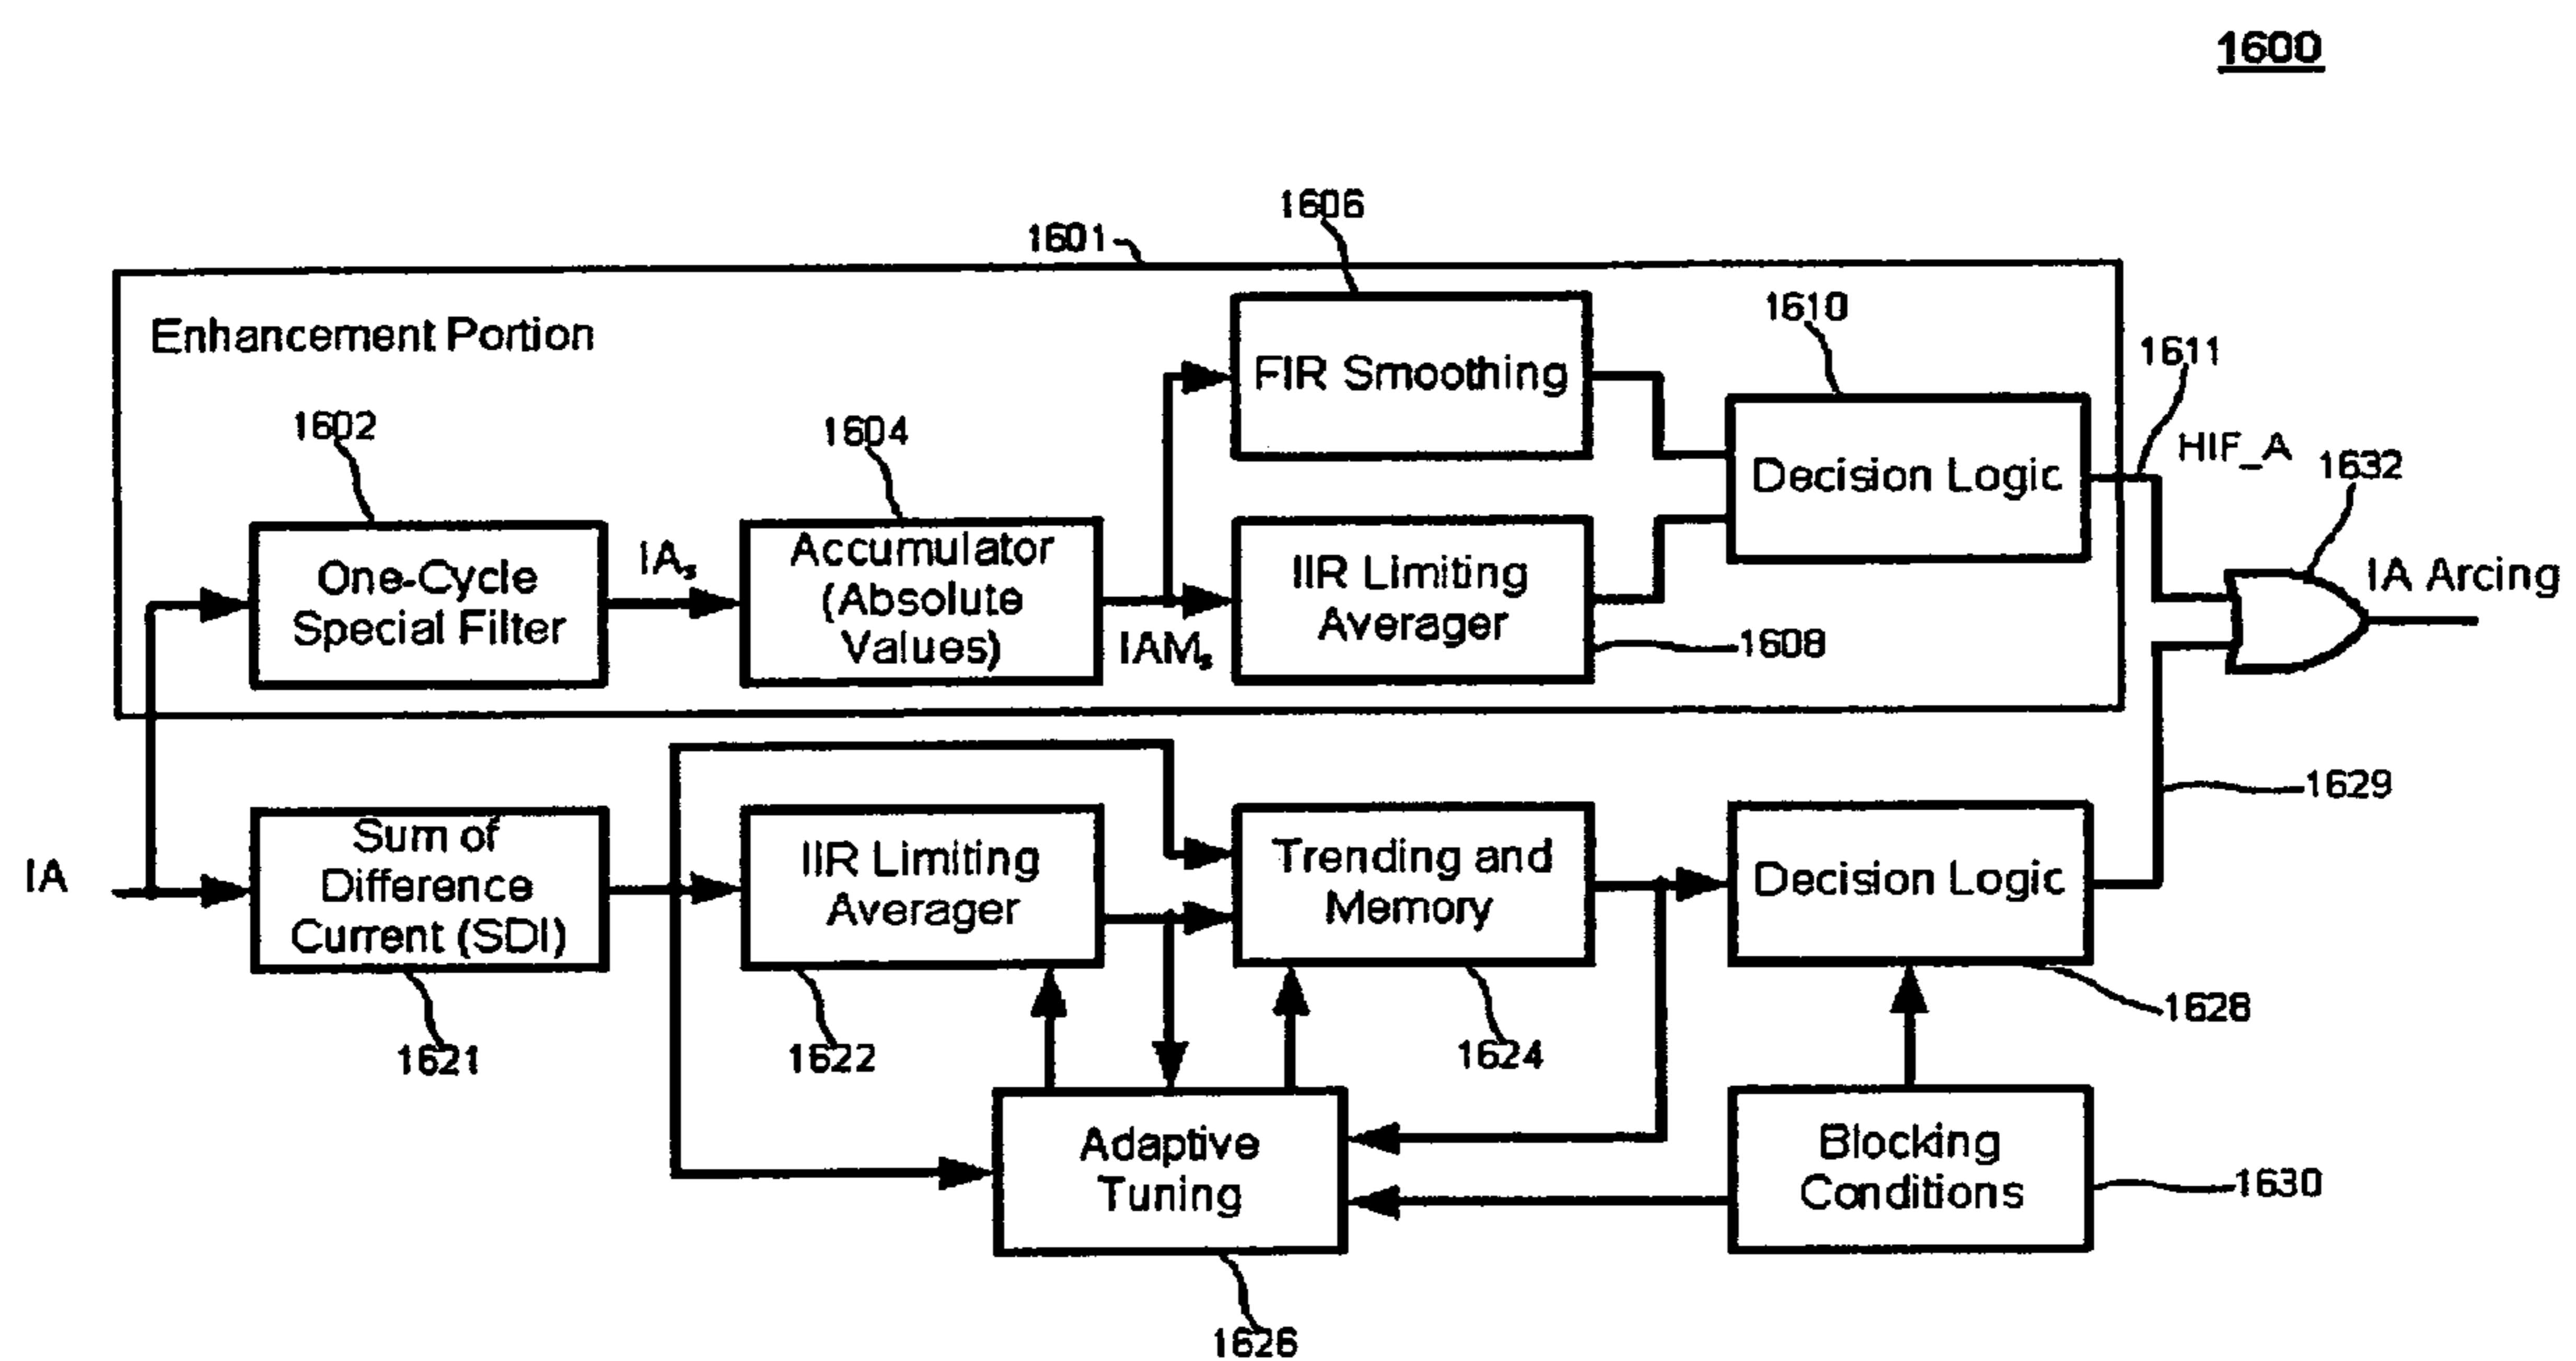 1600
1606
1601
1610
Enhancement Portion
FIR Smoothing
1611
1602
1604
HIF_A
1632
Decision Logic
One-Cycle
Special Filter
IAs
Accumulator
(Absolute
Values)
IAMs
IIR Limiting
Averager
1608
IA Arcing
IA
Sum of
Difference
Current (SDI)
IIR Limiting
Averager
Trending and
Memory
Decision Logic
1629
1621
1622
1624
1628
Adaptive
Tuning
Blocking
Conditions
1630
1626